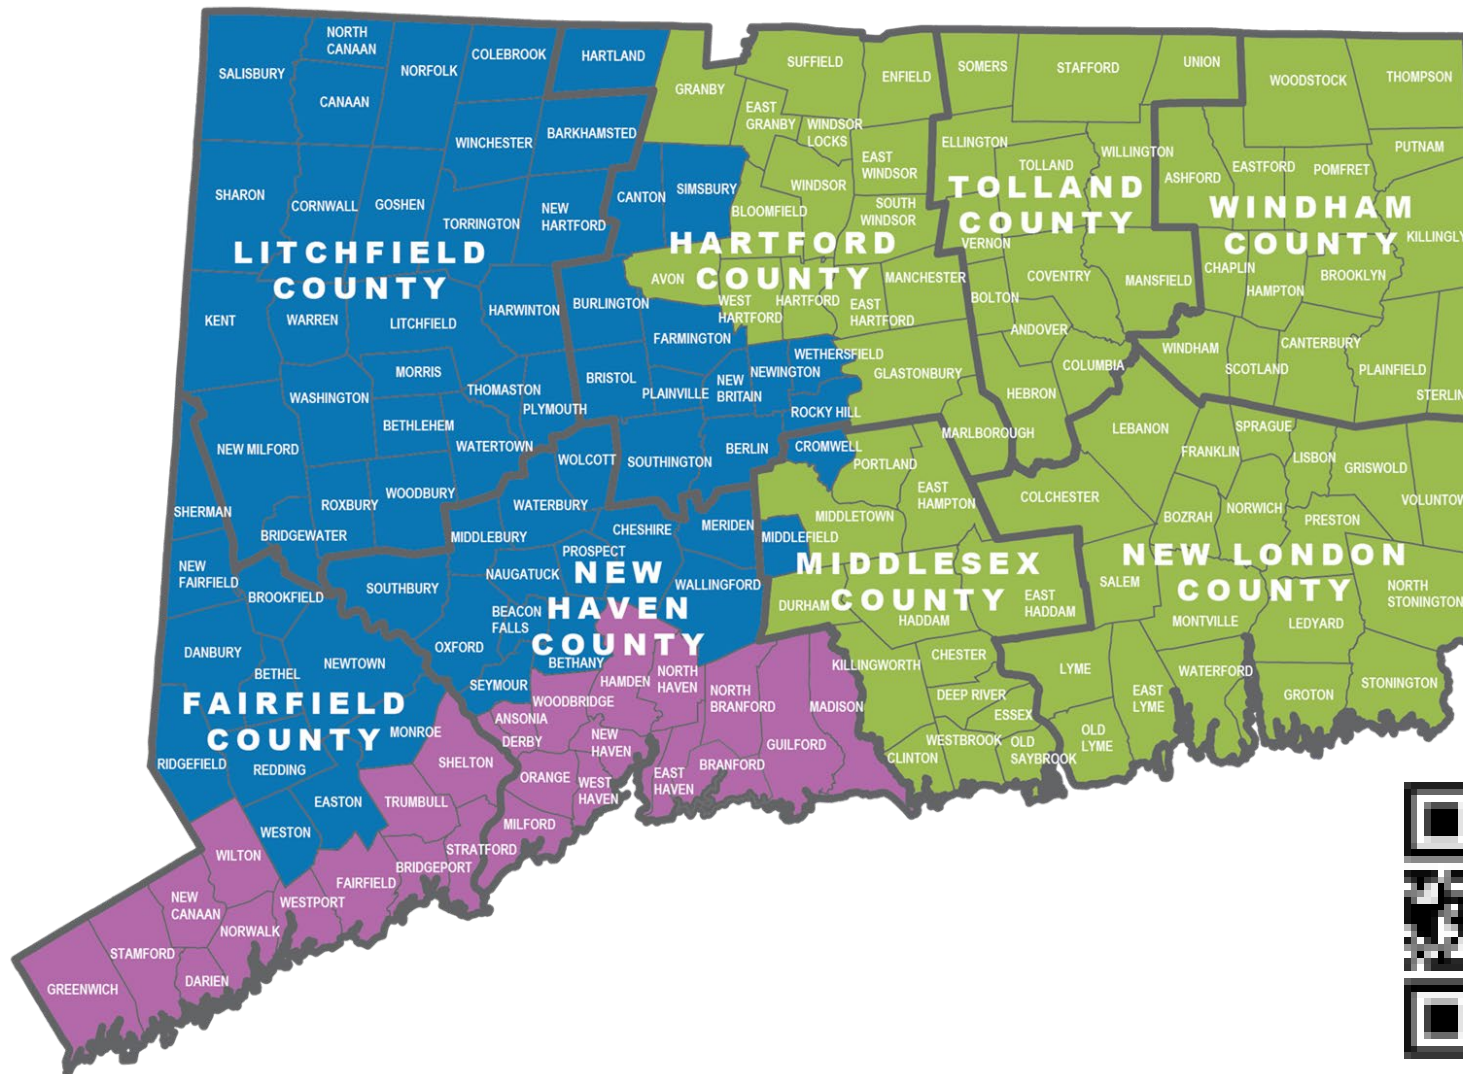 NORTH
CANAAN
COLEBROOK
HARTLAND
SALISBURY
NORFOLK
CANAAN
GRANBY
SUFFIELD
ENFIELD
SOMERS
STAFFORD
UNION
WOODSTOCK
THOMPSON
WINCHESTER
BARKHAMSTED
EAST
GRANBY
WINDSOR
LOCKS
EAST
WINDSOR
ELLINGTON
TOLLAND
WILLINGTON
ASHFORD
EASTFORD
POMFRET
PUTNAM
SHARON
CORNWALL
GOSHEN
TORRINGTON
NEW
HARTFORD
CANTON
SIMSBURY
BLOOMFIELD
WINDSOR
SOUTH
WINDSOR
TOLLAND
COUNTY
WINDHAM
COUNTY
KILLINGLY
LITCHFIELD
COUNTY
HARTFORD
COUNTY
VERNON
AVON
WEST
HARTFORD
HARTFORD
EAST
HARTFORD
MANCHESTER
BOLTON
COVENTRY
MANSFIELD
CHAPLIN
HAMPTON
BROOKLYN
KENT
WARREN
LITCHFIELD
HARWINTON
BURLINGTON
FARMINGTON
WETHERSFIELD
NEWINGTON
GLASTONBURY
ANDOVER
COLUMBIA
WINDHAM
SCOTLAND
CANTERBURY
PLAINFIELD
WASHINGTON
MORRIS
THOMASTON
PLYMOUTH
BRISTOL
PLAINVILLE
NEW
BRITAIN
ROCKY HILL
HEBRON
STERLIN
NEW MILFORD
BETHLEHEM
WATERTOWN
WOLCOTT
SOUTHINGTON
BERLIN
CROMWELL
PORTLAND
MARLBOROUGH
LEBANON
FRANKLIN
SPRAGUE
LISBON
GRISWOLD
VOLUNTOW
SHERMAN
ROXBURY
WOODBURY
BRIDGEWATER
WATERBURY
MIDDLEBURY
CHESHIRE
MERIDEN
MIDDLEFIELD
MIDDLETOWN
EAST
HAMPTON
COLCHESTER
BOZRAH
NORWICH
PRESTON
NEW
FAIRFIELD
BROOKFIELD
SOUTHBURY
NAUGATUCK
PROSPECT
NEW
HAVEN
COUNTY
WALLINGFORD
MIDDLESEX
COUNTY
NEW LONDON
COUNTY
BEACON
FALLS
DURHAM
HADDAM
EAST
HADDAM
SALEM
MONTVILLE
LEDYARD
NORTH
STONINGTON
DANBURY
BETHEL
NEWTOWN
OXFORD
SEYMOUR
BETHANY
WOODBRIDGE
HAMDEN
NORTH
HAVEN
NORTH
BRANFORD
KILLINGWORTH
CHESTER
DEEP RIVER
ESSEX
LYME
EAST
LYME
WATERFORD
GROTON
STONINGTON
FAIRFIELD
COUNTY
MONROE
ANSONIA
DERBY
NEW
HAVEN
MADISON
GUILFORD
CLINTON
WESTBROOK
OLD
SAYBROOK
OLD
LYME
RIDGEFIELD
REDDING
SHELTON
ORANGE
WEST
HAVEN
EAST
HAVEN
BRANFORD
WESTON
EASTON
TRUMBULL
MILFORD
WILTON
STRATFORD
BRIDGEPORT
FAIRFIELD
WESTPORT
NEW
CANAAN
NORWALK
STAMFORD
DARIEN
GREENWICH